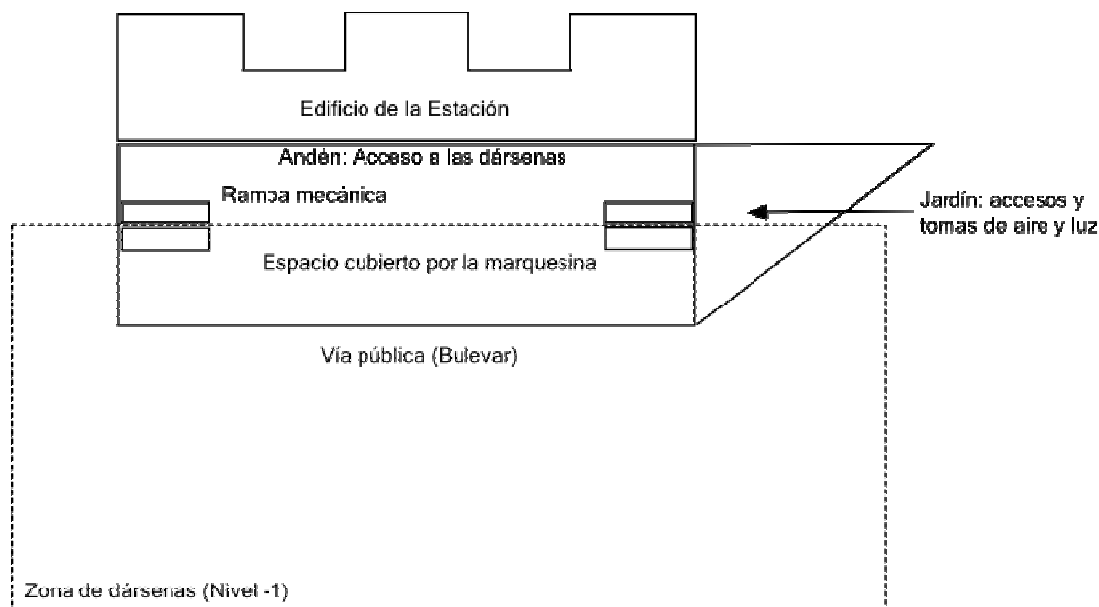 Edificio de la Estación
Andén: Acceso a las dársenas
Rampa mecánica
Jardín: accesos y
tomas de aire y luz
Espacio cubierto por la marquesina
Vía pública (Bulevar)
Zona de dársenas (Nivel -1)